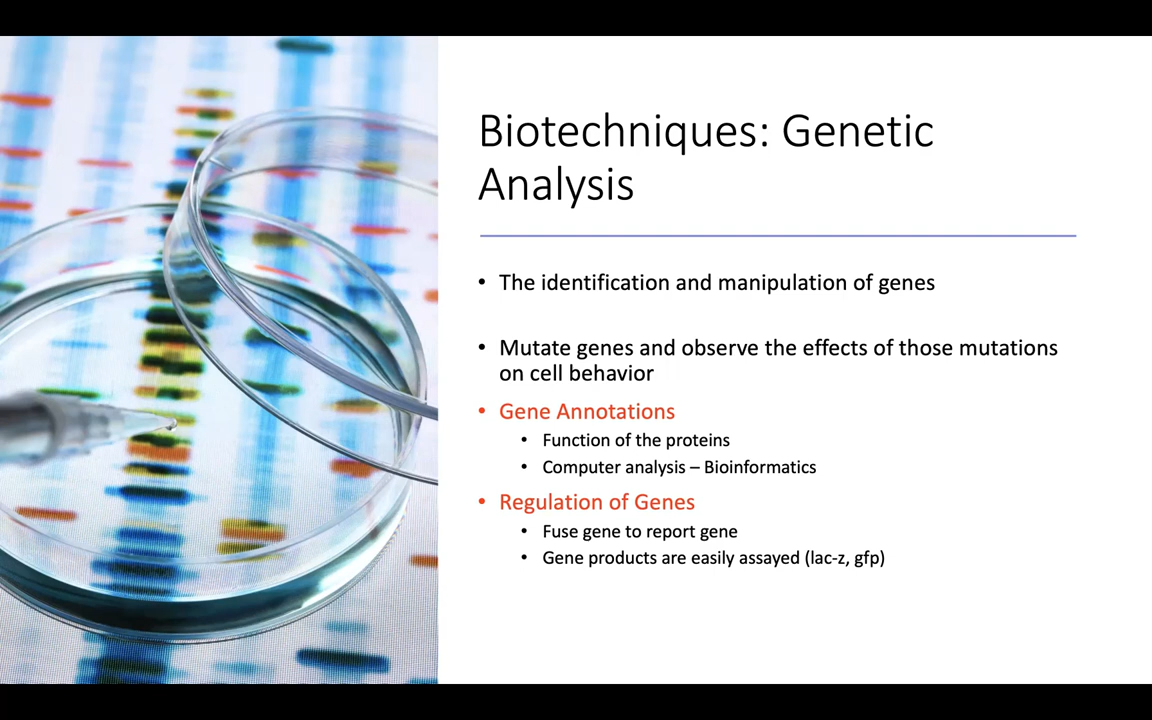 Biotechniques: Genetic
Analysis
• The identification and manipulation of genes
• Mutate genes and observe the effects of those mutations
on cell behavior
• Gene Annotations
• Function of the proteins
• Computer analysis – Bioinformatics
• Regulation of Genes
• Fuse gene to report gene
• Gene products are easily assayed (lac-z, gfp)